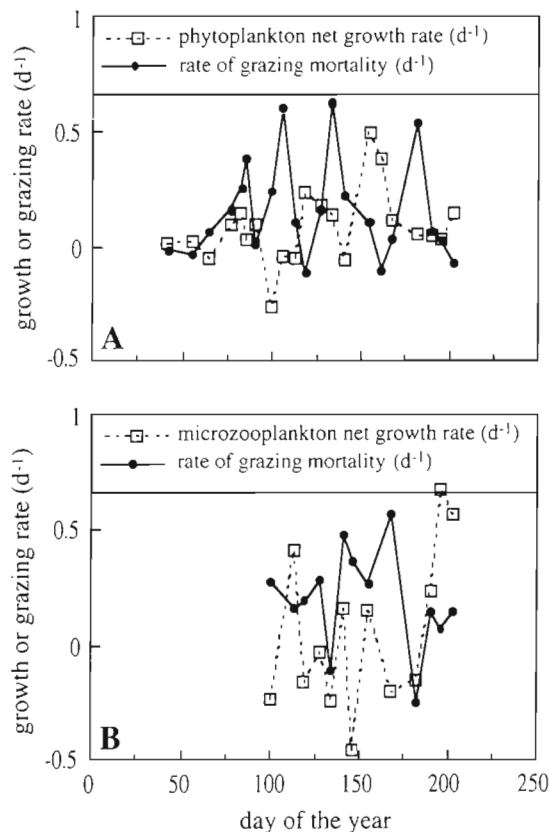 1
phytoplankton net growth rate (d-1)
rate of grazing mortality (d-1)
0.5
0
-0.5
growth or grazing rate (d-1)
A
1
microzooplankton net growth rate (d-1)
rate of grazing mortality (d-1)
0.5
0
-0.5
growth or grazing rate (d-1)
B
0 50 100 150 200 250
day of the year